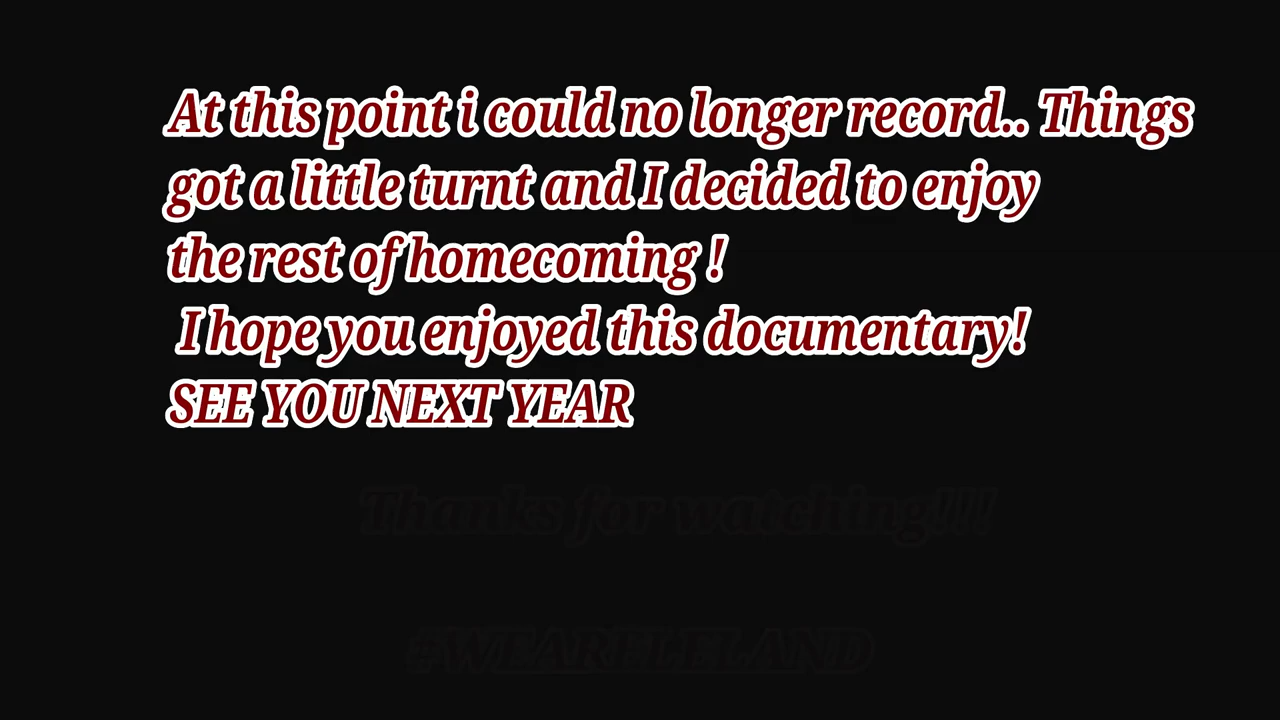 At this point i could no longer record.. Things
got a little turnt and I decided to enjoy
the rest of homecoming !
I hope you enjoyed this documentary!
SEE YOU NEXT YEAR
Thanks for watching!!!
#WEARELELAND